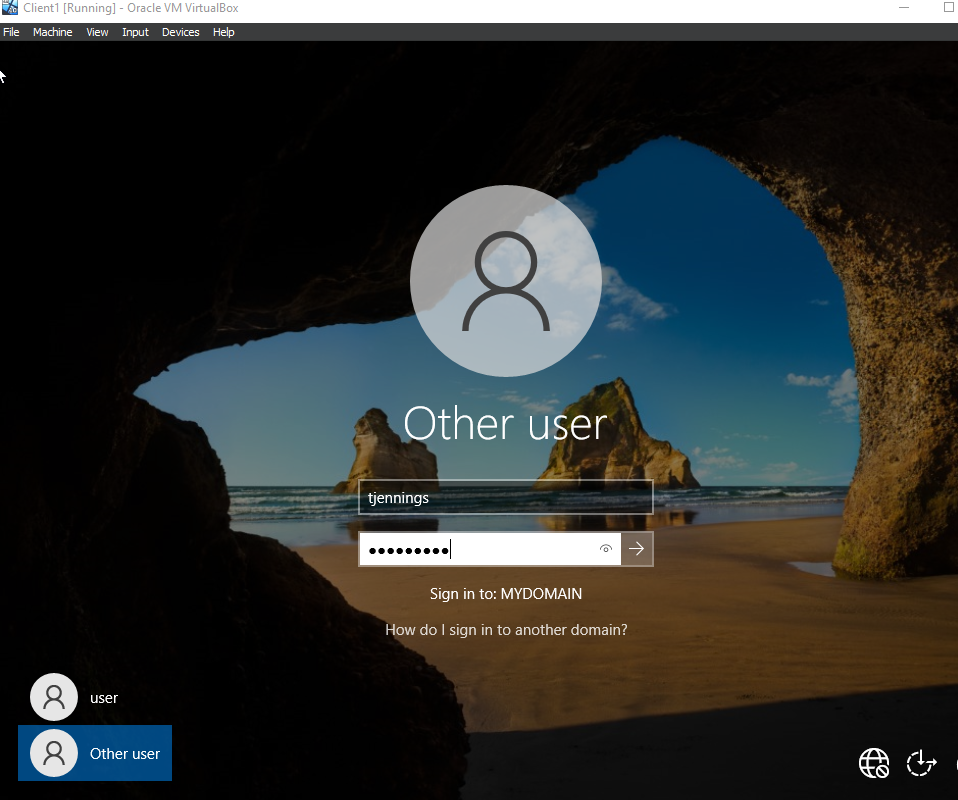 Client1 [Running] - Oracle VM VirtualBox
File Machine View Input Devices Help
Other user
tjennings
●●●●●●●●●
Sign in to: MYDOMAIN
How do I sign in to another domain?
user
Other user